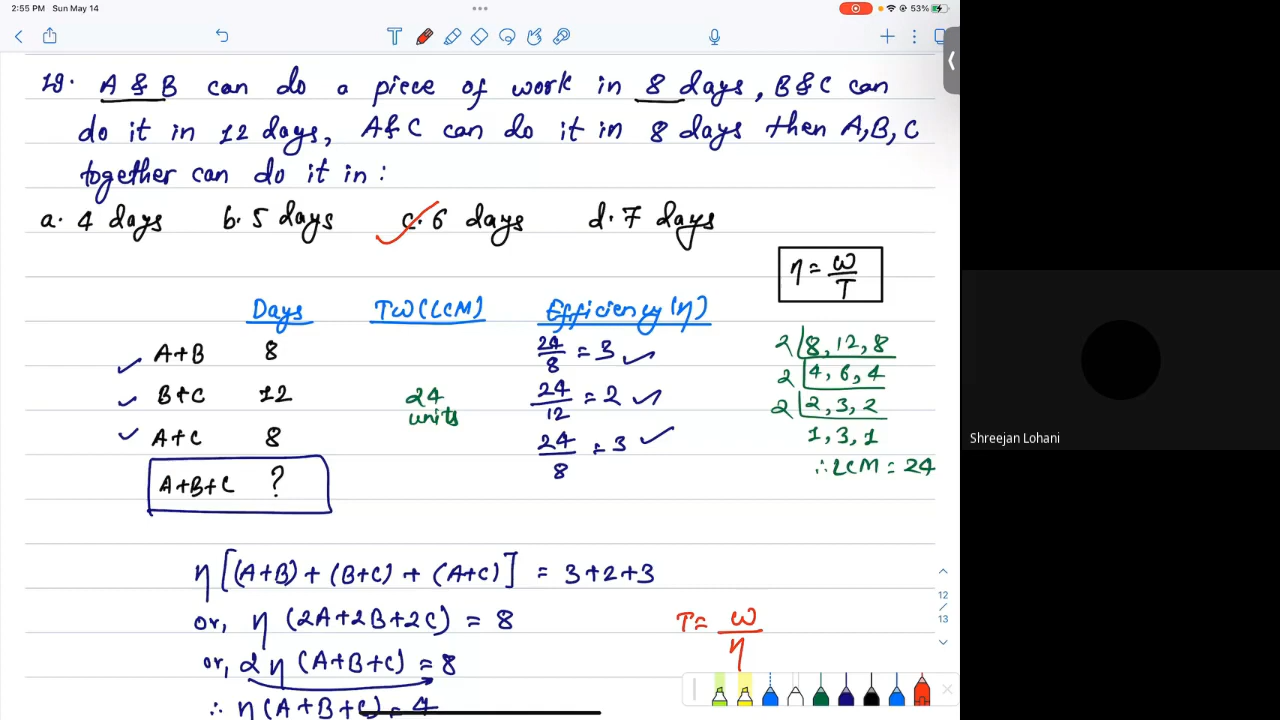 2:55 PM Sun May 14
53%
19. A & B can do a piece of work in 8 days, B & C can
do it in 12 days, A & C can do it in 8 days then A, B, C
together can do it in :
a. 4 days b. 5 days c. 6 days d. 7 days
η = ω/T
Days TW (LCM) Efficiency (η)
A+B 8 24/8 = 3
B+C 12 24 units 24/12 = 2
A+C 8 24/8 = 3
A+B+C ?
2 | 8, 12, 8
2 | 4, 6, 4
2 | 2, 3, 2
1, 3, 1
∴ LCM = 24
Shreejan Lohani
η [(A+B) + (B+C) + (A+C)] = 3+2+3
or, η (2A+2B+2C) = 8
or, 2 η (A+B+C) = 8
∴ η (A+B+C) = 4
T = ω/η
12
13